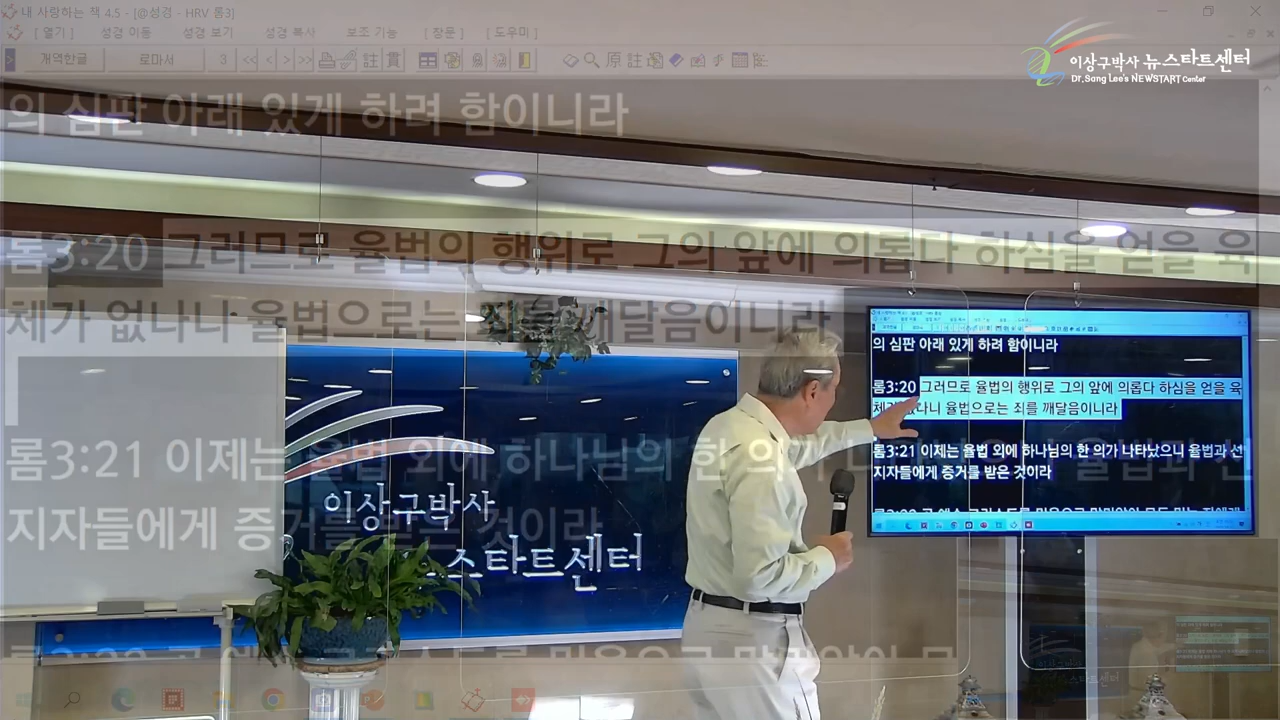 내 사랑하는 책 4.5 - [@성경 - HRV 롬3]
[ 열기 ] 성경 이동 성경 보기 성경 복사 보조 기능 [ 창문 ] [ 도우미 ]
개역한글 로마서 3
이상구박사 뉴스타트센터
Dr. Sang Lee's NEWSTART Center
의 심판 아래 있게 하려 함이니라
롬3:20 그러므로 율법의 행위로 그의 앞에 의롭다 하심을 얻을 육
체가 없나니 율법으로는 죄를 깨달음이니라
롬3:21 이제는 율법 외에 하나님의 한 의가 나타났으니 율법과 선
지자들에게 증거를 받은 것이라
의 심판 아래 있게 하려 함이니라
롬3:20 그러므로 율법의 행위로 그의 앞에 의롭다 하심을 얻을 육
나니 율법으로는 죄를 깨달음이니라
롬3:21 이제는 율법 외에 하나님의 한 의가 나타났으니 율법과 선
지자들에게 증거를 받은 것이라
이상구박사
스타트센터